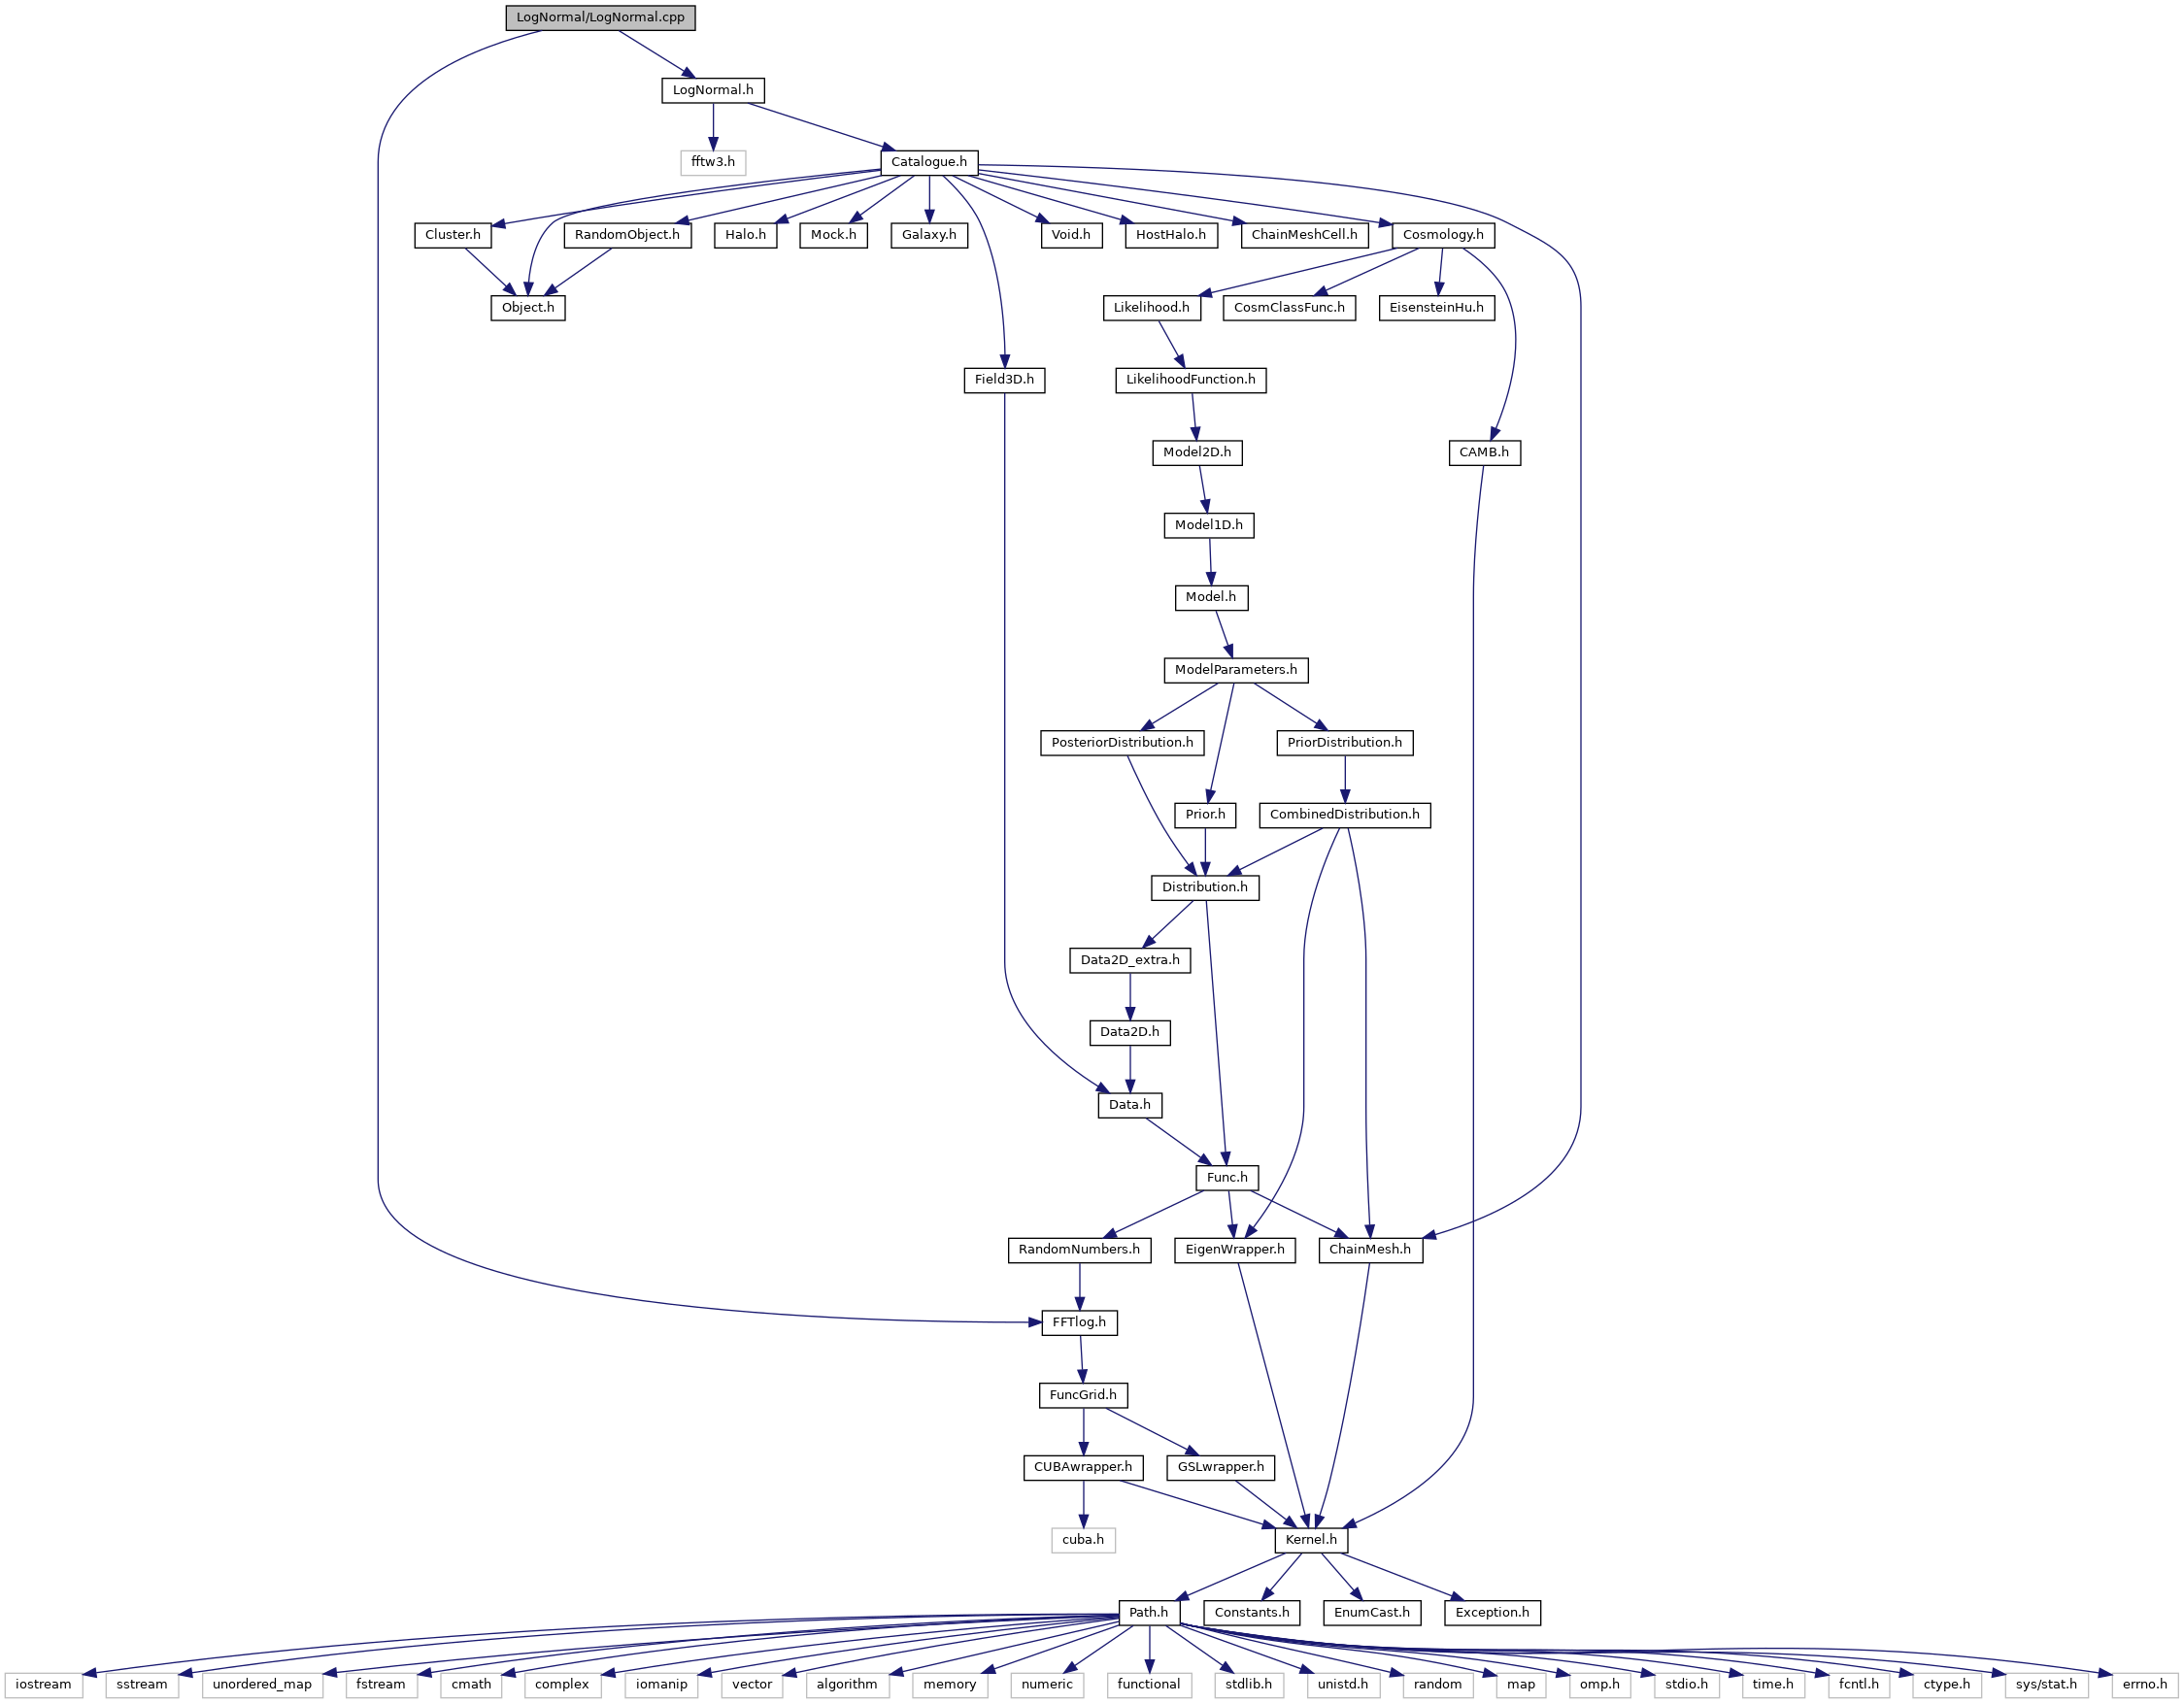 LogNormal/LogNormal.cpp
LogNormal.h
fftw3.h
Catalogue.h
Cluster.h
RandomObject.h
Halo.h
Mock.h
Galaxy.h
Void.h
HostHalo.h
ChainMeshCell.h
Cosmology.h
Object.h
Likelihood.h
CosmClassFunc.h
EisensteinHu.h
Field3D.h
LikelihoodFunction.h
Model2D.h
CAMB.h
Model1D.h
Model.h
ModelParameters.h
PosteriorDistribution.h
PriorDistribution.h
Prior.h
CombinedDistribution.h
Distribution.h
Data2D_extra.h
Data2D.h
Data.h
Func.h
RandomNumbers.h
EigenWrapper.h
ChainMesh.h
FFTlog.h
FuncGrid.h
CUBAwrapper.h
GSLwrapper.h
cuba.h
Kernel.h
Path.h
Constants.h
EnumCast.h
Exception.h
iostream
sstream
unordered_map
fstream
cmath
complex
iomanip
vector
algorithm
memory
numeric
functional
stdlib.h
unistd.h
random
map
omp.h
stdio.h
time.h
fcntl.h
ctype.h
sys/stat.h
errno.h